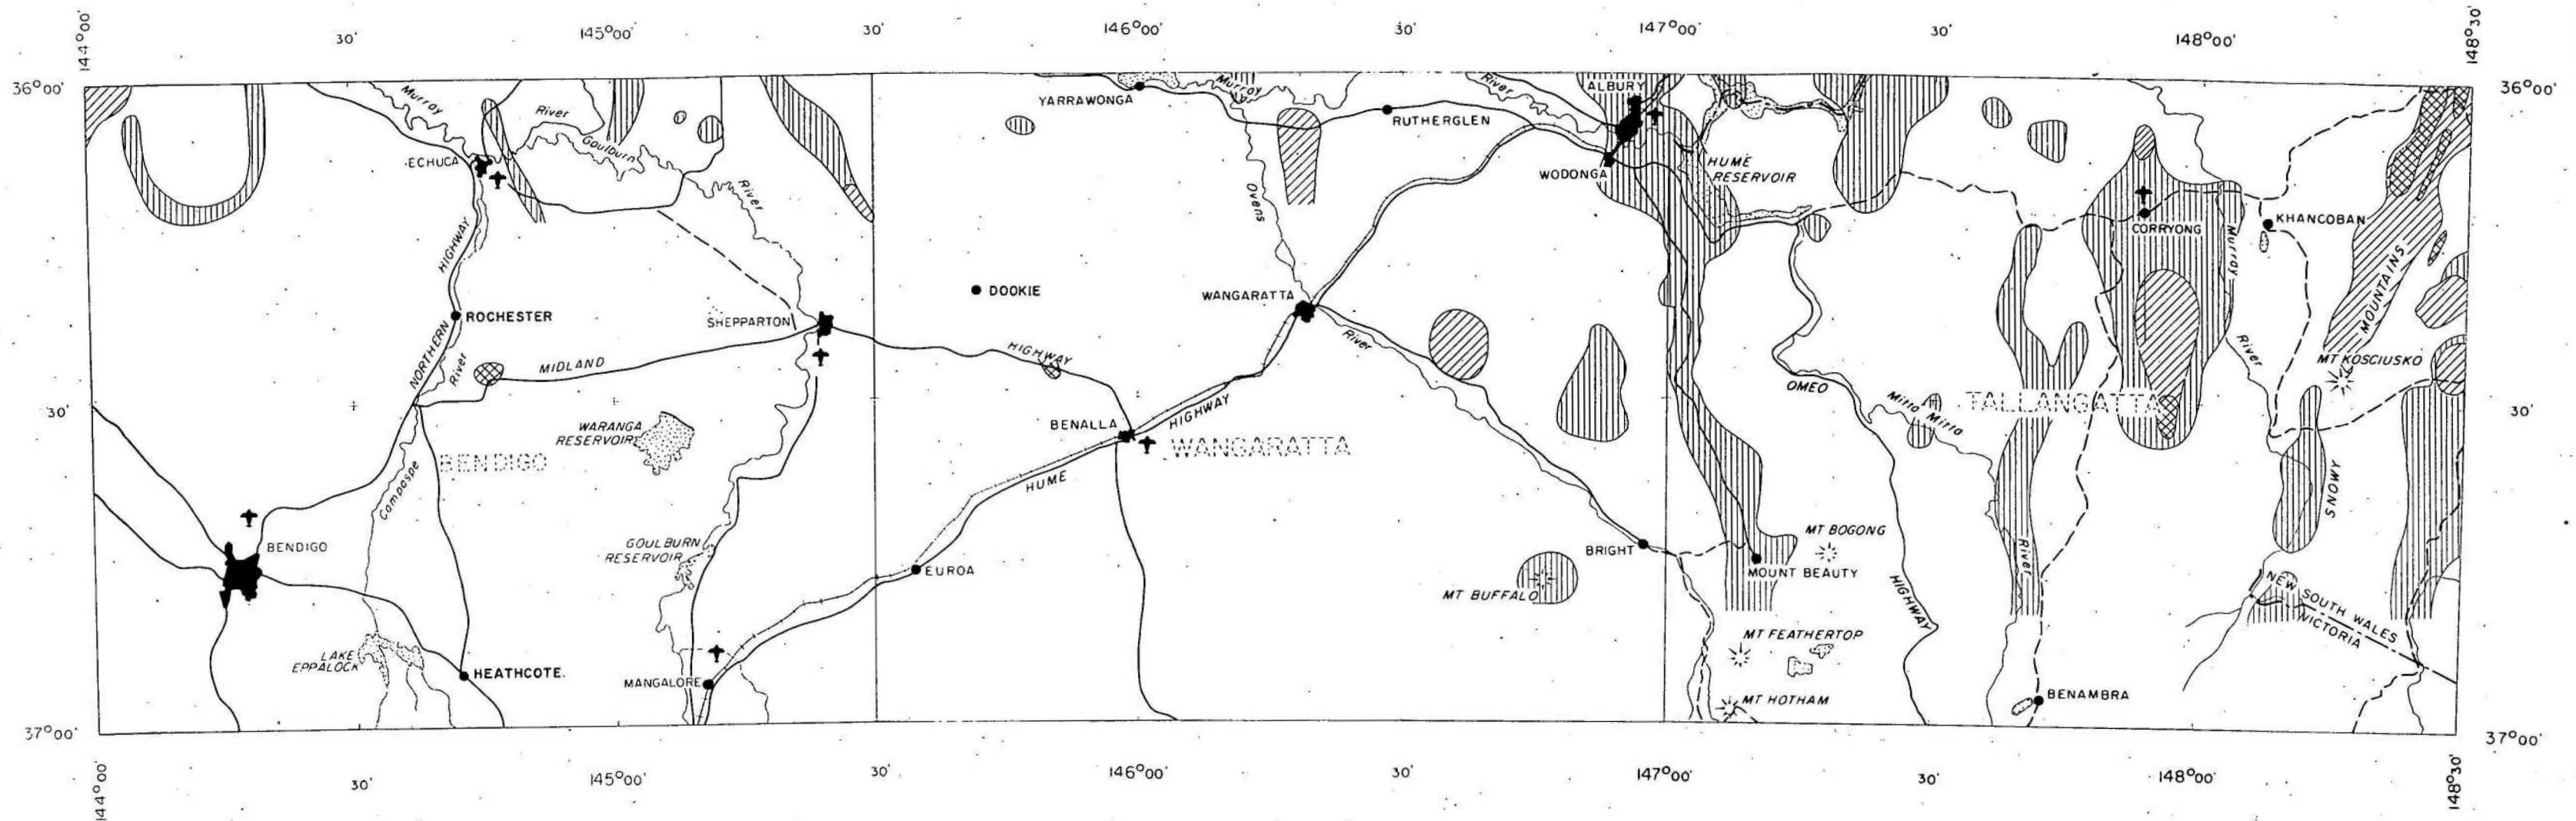 144°00'
30'
145°00'
30'
146°00'
30'
147°00'
30'
148°00'
148°30'
36°00'
36°00'
Murray
River
Goulburn
River
ECHUCA
YARRAWONGA
Murray
RUTHERGLEN
River
ALBURY
WODONGA
HUME
RESERVOIR
Ovens
HIGHWAY
CORRYONG
Murray
KHANCOBAN
MOUNTAINS
DOOKIE
WANGARATTA
ROCHESTER
SHEPPARTON
NORTHERN
River
MIDLAND
HIGHWAY
River
River
MT KOSCIUSKO
OMEO
Mitta Mitta
TALLANGATTA
30'
30'
WARANGA
RESERVOIR
BENALLA
HIGHWAY
WANGARATTA
BENDIGO
HUME
Campaspe
SNOWY
BENDIGO
GOULBURN
RESERVOIR
EUROA
BRIGHT
MT BOGONG
MOUNT BEAUTY
MT BUFFALO
River
HIGHWAY
NEW SOUTH WALES
VICTORIA
MT FEATHERTOP
LAKE
EPPALOCK
HEATHCOTE.
MANGALORE
MT HOTHAM
BENAMBRA
37°00'
37°00'
144°00'
30'
145°00'
30'
146°00'
30'
147°00'
30'
148°00'
148°30'